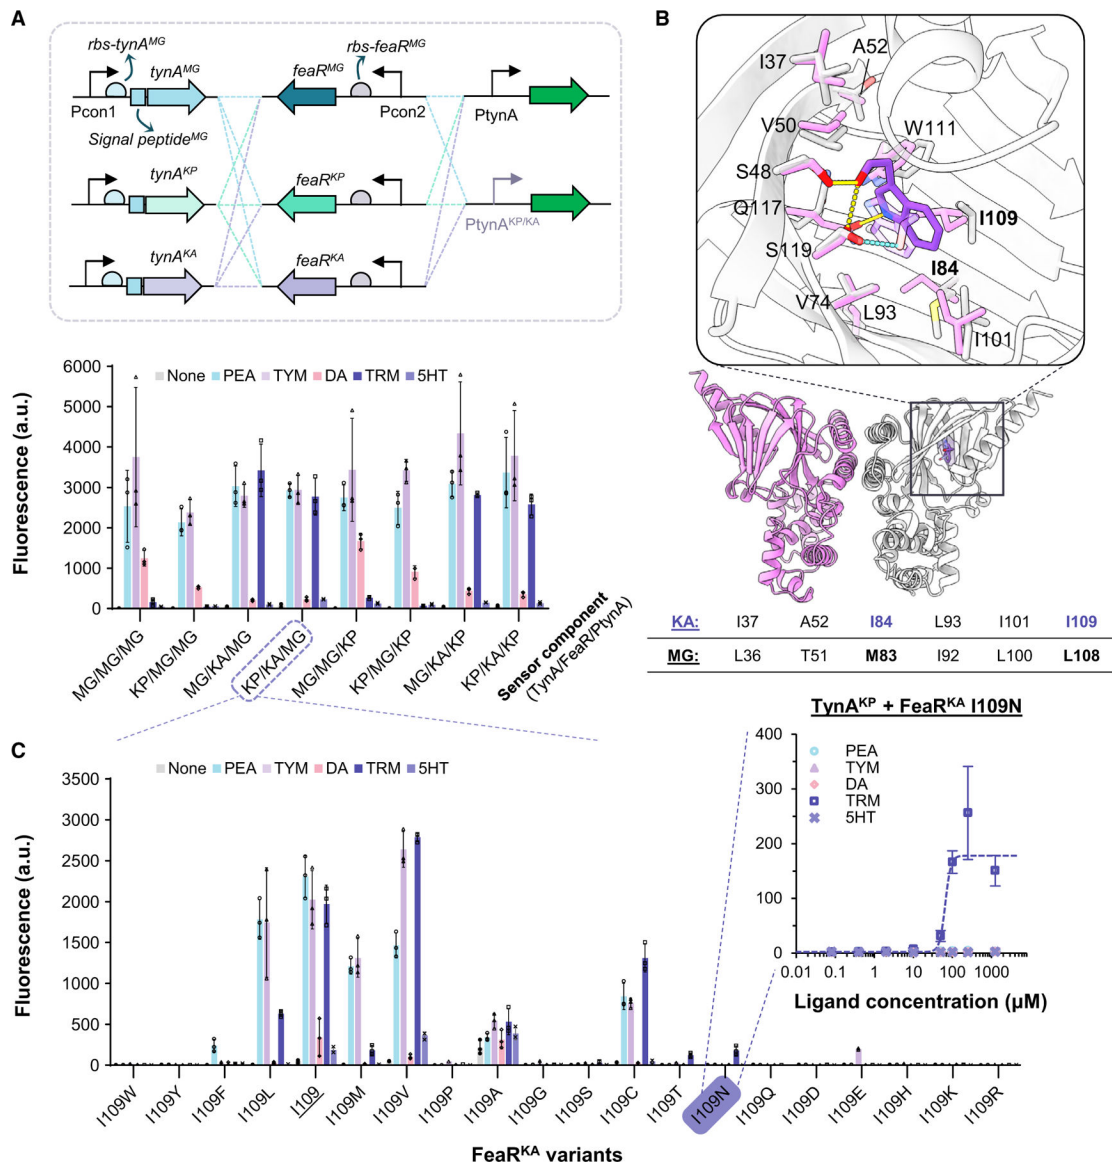 A
rbs-tynA^MG
tynA^MG
feaR^MG
rbs-feaR^MG
Pcon1
Signal peptide^MG
Pcon2
PtynA
tynA^KP
feaR^KP
PtynA^KP/KA
tynA^KA
feaR^KA
Fluorescence (a.u.)
6000
5000
4000
3000
2000
1000
0
None PEA TYM DA TRM 5HT
MG/MG/MG
KP/MG/MG
MG/KA/MG
KP/KA/MG
MG/MG/KP
KP/MG/KP
MG/KA/KP
KP/KA/KP
Sensor component
(TynA/FeaR/PtynA)
B
I37
A52
V50
W111
S48
Q117
I109
S119
I84
V74
L93
I101
KA: I37 A52 I84 L93 I101 I109
MG: L36 T51 M83 I92 L100 L108
C
Fluorescence (a.u.)
3500
3000
2500
2000
1500
1000
500
0
None PEA TYM DA TRM 5HT
I109W
I109Y
I109F
I109L
I109
I109M
I109V
I109P
I109A
I109G
I109S
I109C
I109T
I109N
I109Q
I109D
I109E
I109H
I109K
I109R
FeaR^KA variants
TynA^KP + FeaR^KA I109N
400
300
200
100
0
PEA
TYM
DA
TRM
5HT
0.01 0.1 1 10 100 1000
Ligand concentration (µM)